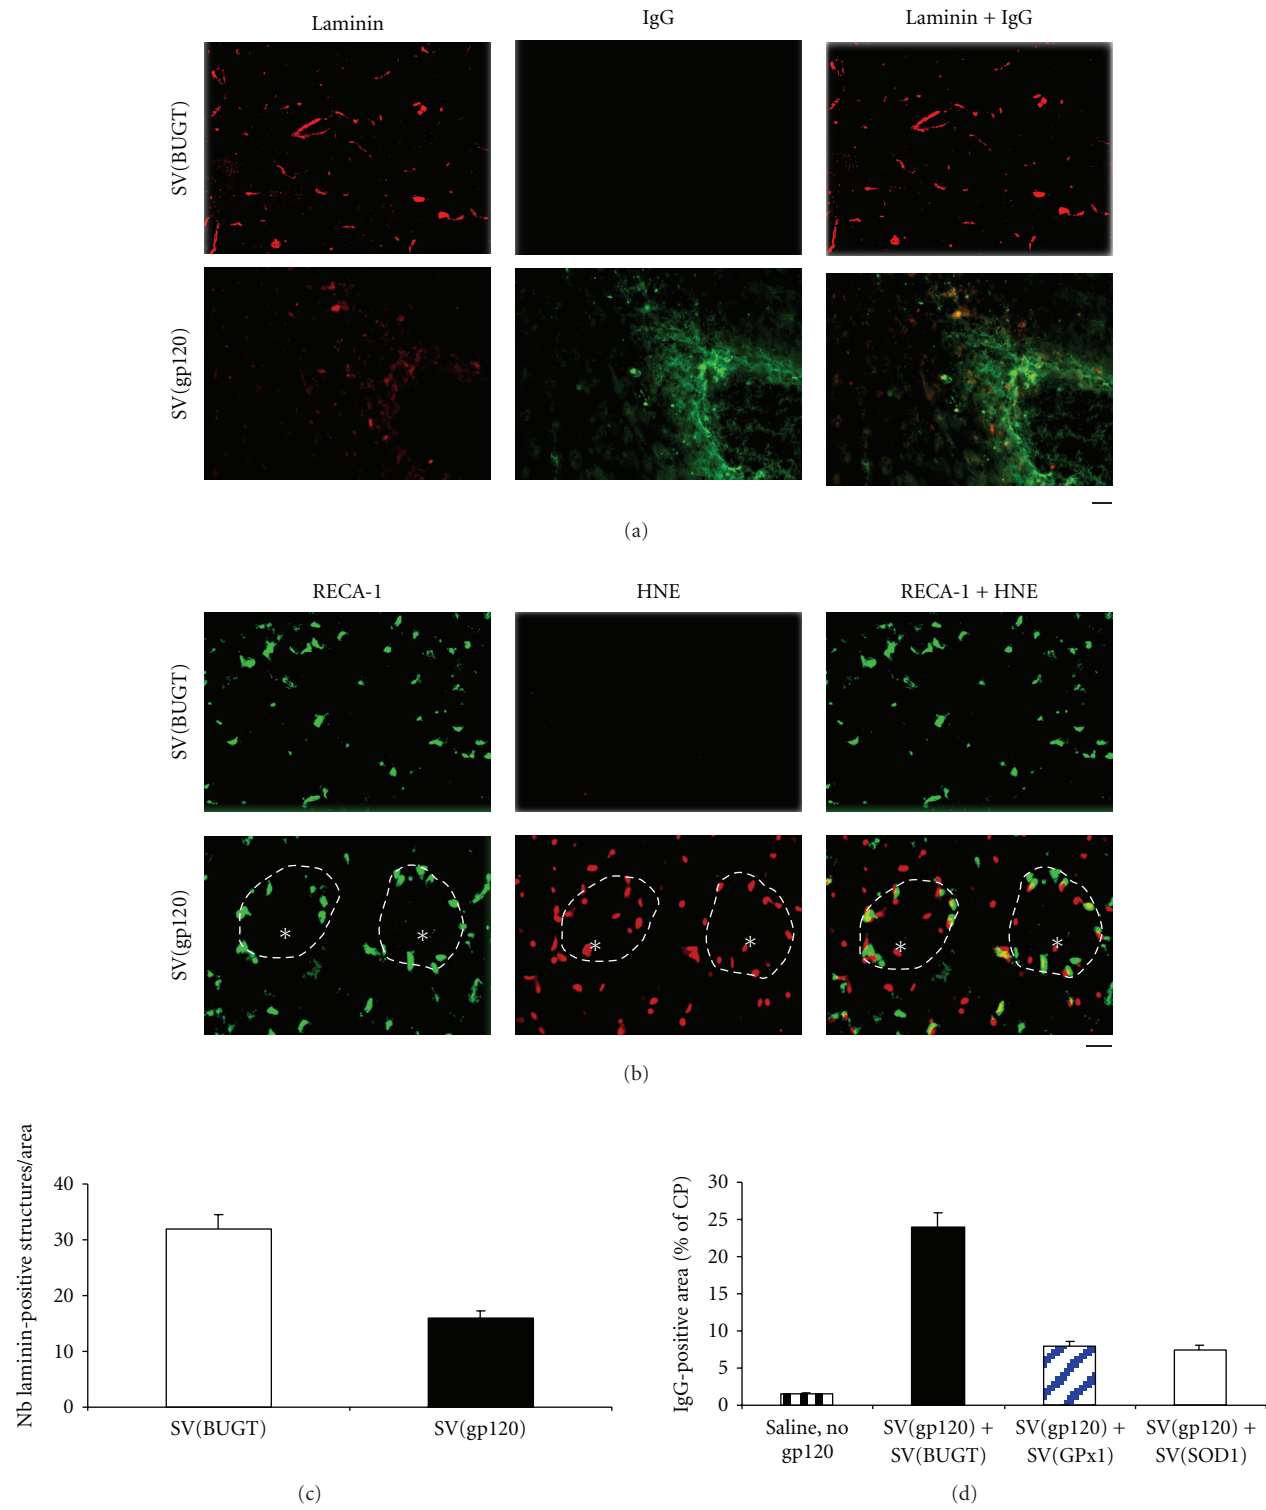 Laminin
IgG
Laminin + IgG
SV(BUGT)
SV(gp120)
(a)
RECA-1
HNE
RECA-1 + HNE
SV(BUGT)
SV(gp120)
*
*
*
*
*
*
(b)
Nb laminin-positive structures/area
40
30
20
10
0
SV(BUGT)
SV(gp120)
(c)
IgG-positive area (% of CP)
30
25
20
15
10
5
0
Saline, no
gp120
SV(gp120) +
SV(BUGT)
SV(gp120) +
SV(GPx1)
SV(gp120) +
SV(SOD1)
(d)